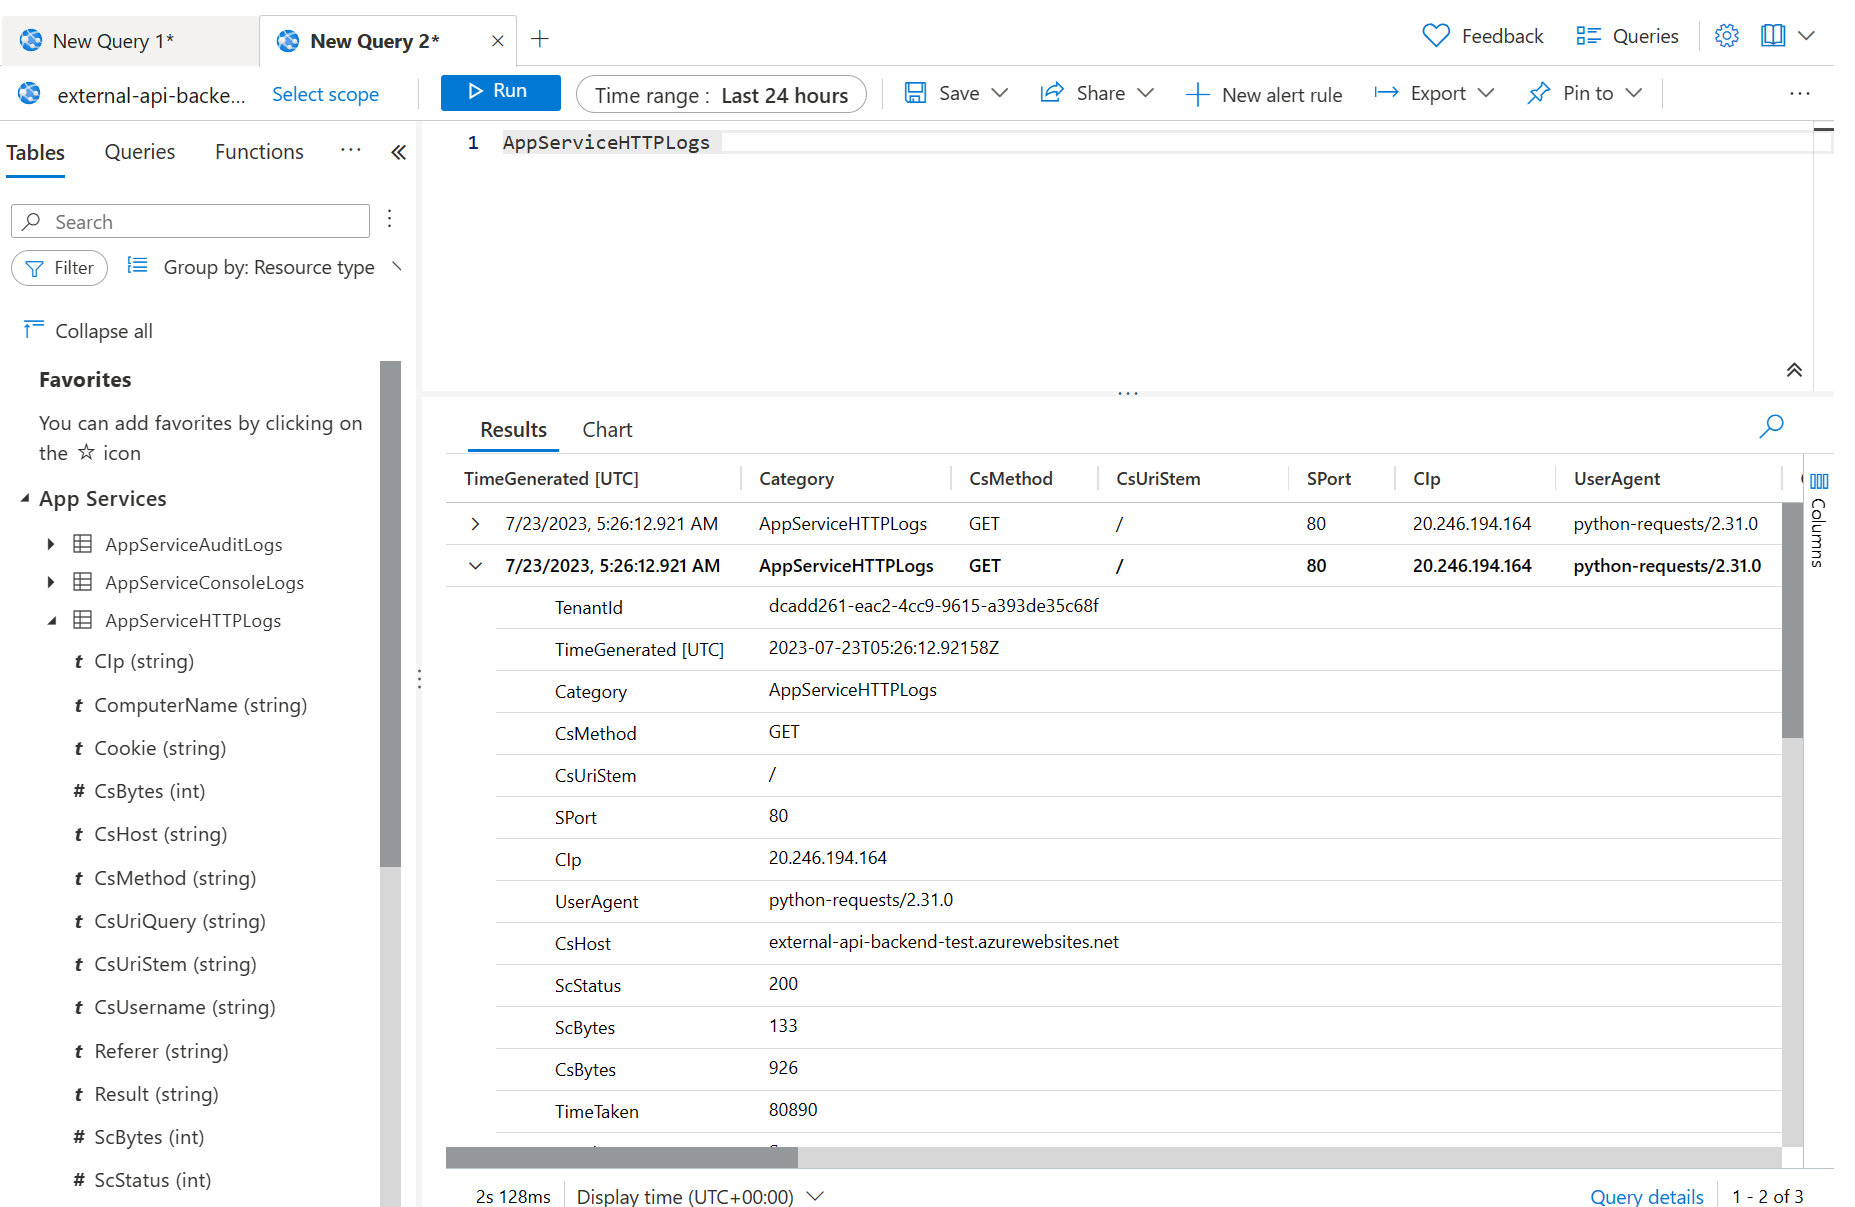 New Query 1*
New Query 2*
Feedback
Queries
external-api-backe...
Select scope
Run
Time range : Last 24 hours
Save
Share
New alert rule
Export
Pin to
Tables
Queries
Functions
Search
Filter
Group by: Resource type
Collapse all
Favorites
You can add favorites by clicking on
the ☆ icon
App Services
AppServiceAuditLogs
AppServiceConsoleLogs
AppServiceHTTPLogs
t CIp (string)
t ComputerName (string)
t Cookie (string)
# CsBytes (int)
t CsHost (string)
t CsMethod (string)
t CsUriQuery (string)
t CsUriStem (string)
t CsUsername (string)
t Referer (string)
t Result (string)
# ScBytes (int)
# ScStatus (int)
1 AppServiceHTTPLogs
Results Chart
TimeGenerated [UTC] Category CsMethod CsUriStem SPort CIp UserAgent
7/23/2023, 5:26:12.921 AM AppServiceHTTPLogs GET / 80 20.246.194.164 python-requests/2.31.0
7/23/2023, 5:26:12.921 AM AppServiceHTTPLogs GET / 80 20.246.194.164 python-requests/2.31.0
TenantId dcadd261-eac2-4cc9-9615-a393de35c68f
TimeGenerated [UTC] 2023-07-23T05:26:12.92158Z
Category AppServiceHTTPLogs
CsMethod GET
CsUriStem /
SPort 80
CIp 20.246.194.164
UserAgent python-requests/2.31.0
CsHost external-api-backend-test.azurewebsites.net
ScStatus 200
ScBytes 133
CsBytes 926
TimeTaken 80890
Columns
2s 128ms
Display time (UTC+00:00)
Query details
1 - 2 of 3